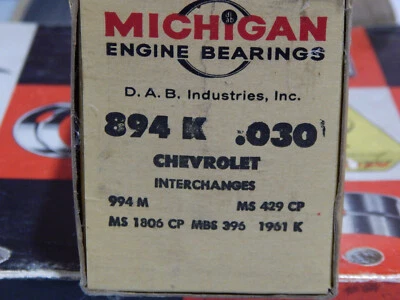 MICHIGAN
ENGINE BEARINGS
D. A. B. Industries, Inc.
894 K .030
CHEVROLET
INTERCHANGES
994 M MS 429 CP
MS 1806 CP MBS 396 1961 K